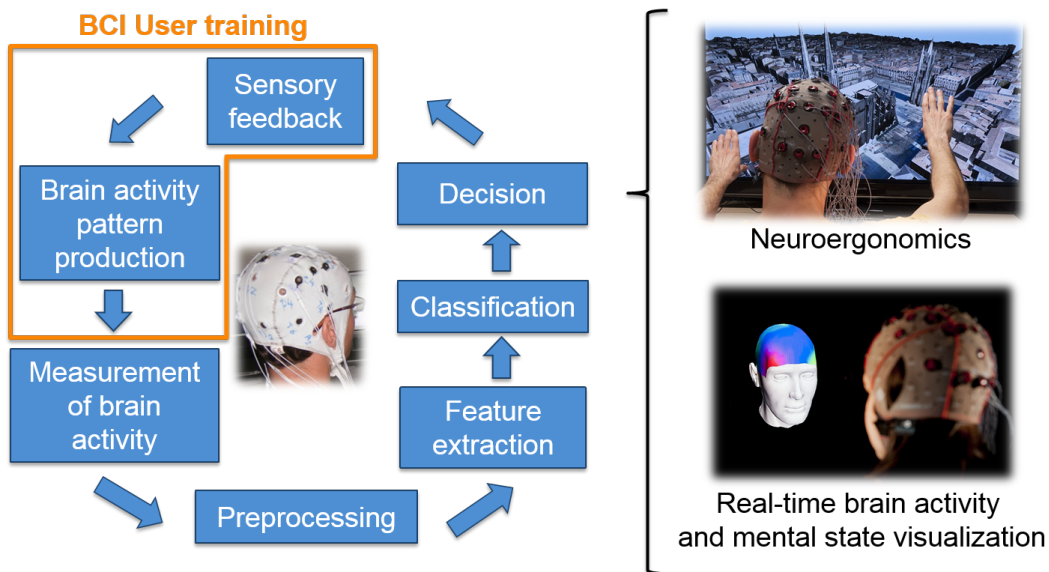 BCI User training
Sensory
feedback
Brain activity
pattern
production
Measurement
of brain
activity
Preprocessing
Feature
extraction
Classification
Decision
Neuroergonomics
Real-time brain activity
and mental state visualization